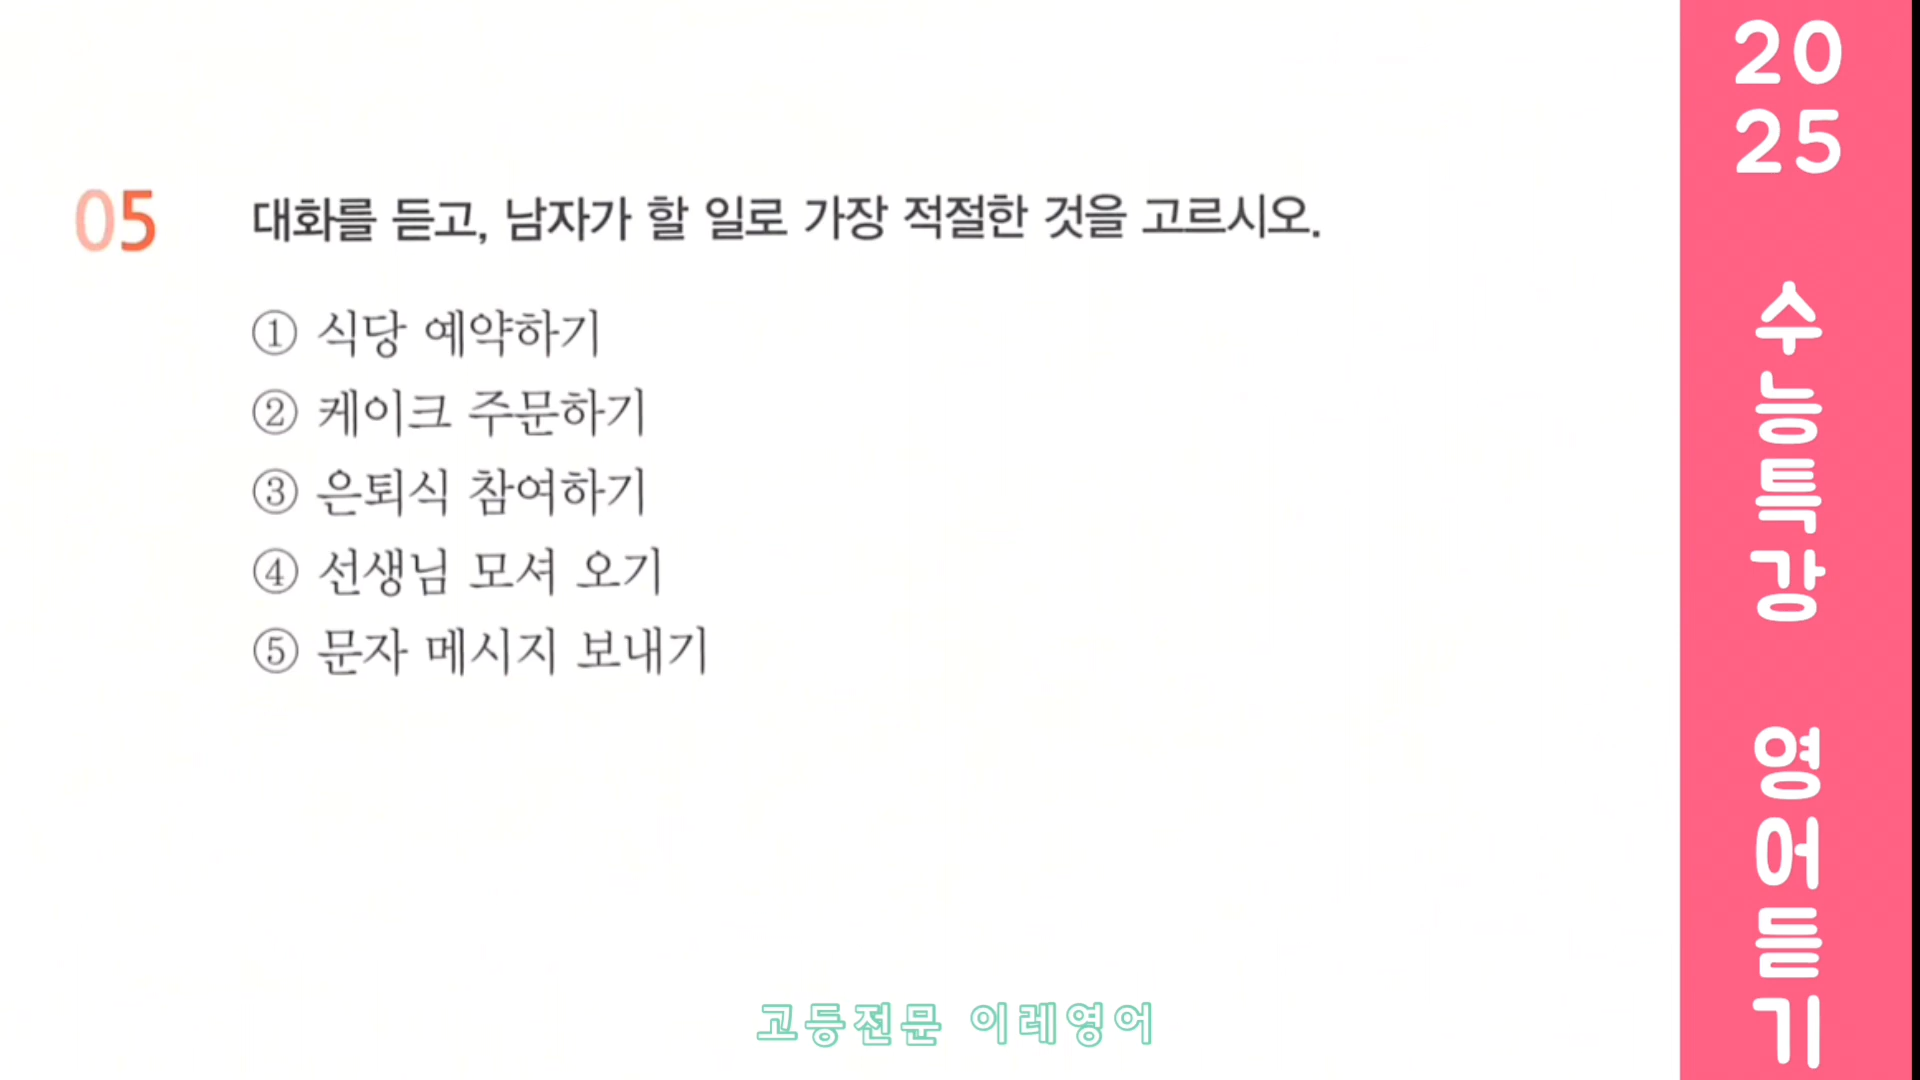 05 대화를 듣고, 남자가 할 일로 가장 적절한 것을 고르시오.
① 식당 예약하기
② 케이크 주문하기
③ 은퇴식 참여하기
④ 선생님 모셔 오기
⑤ 문자 메시지 보내기
고등전문 이레영어
2025 수능특강 영어듣기